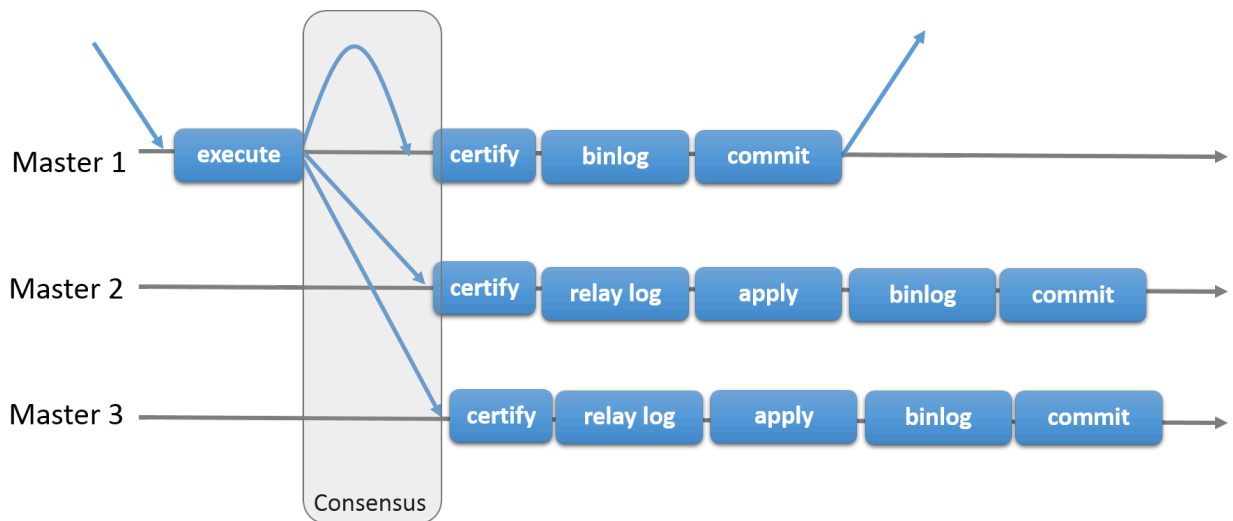 Master 1
execute
certify
binlog
commit
Master 2
certify
relay log
apply
binlog
commit
Master 3
certify
relay log
apply
binlog
commit
Consensus